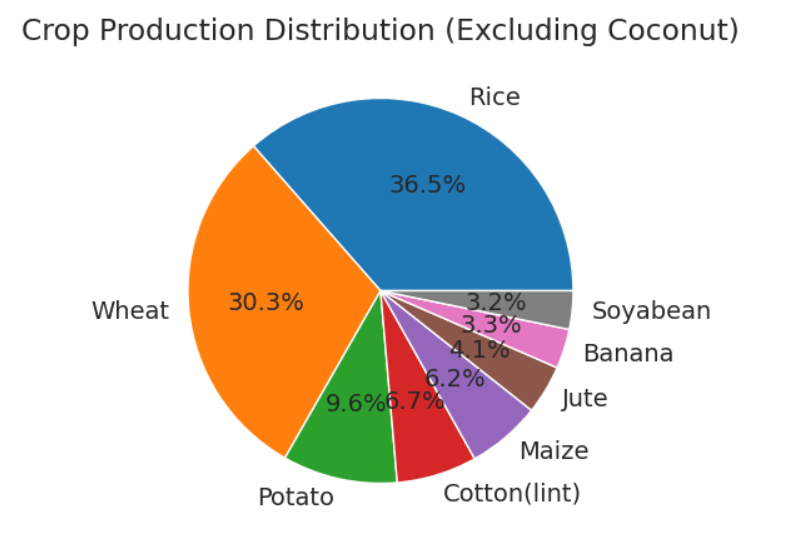 Crop Production Distribution (Excluding Coconut)
Rice
36.5%
Wheat
30.3%
Potato
9.6%
Cotton(lint)
6.7%
Maize
6.2%
Jute
4.1%
Banana
3.3%
Soyabean
3.2%